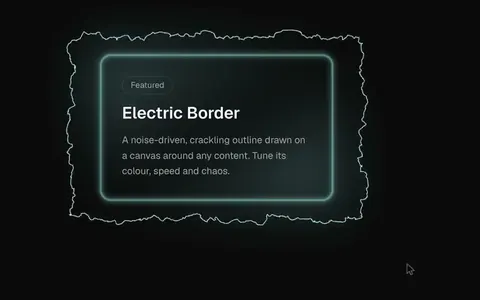 Featured
Electric Border
A noise-driven, crackling outline drawn on
a canvas around any content. Tune its
colour, speed and chaos.